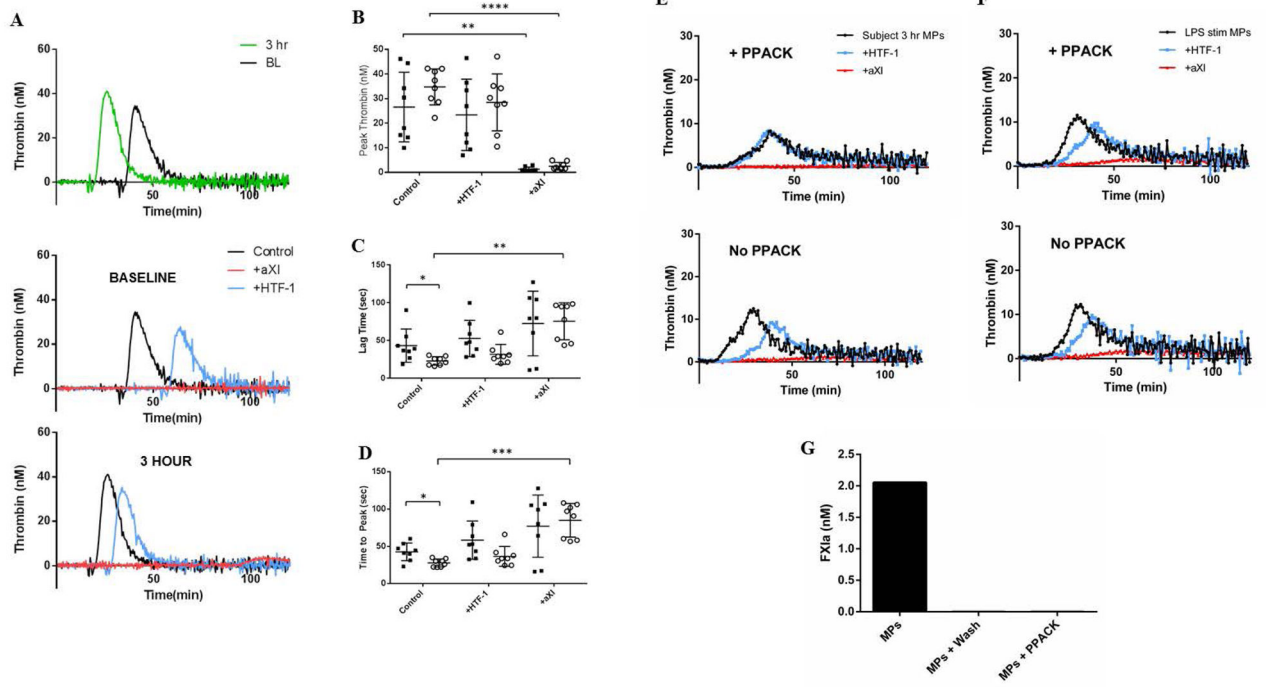 A
60
40
20
0
Thrombin (nM)
3 hr
BL
50
100
Time(min)
60
40
20
0
Thrombin (nM)
BASELINE
Control
+aXI
+HTF-1
50
100
Time(min)
60
40
20
0
Thrombin (nM)
3 HOUR
50
100
Time(min)
B
****
**
50
40
30
20
10
0
Peak Thrombin (nM)
Control
+HTF-1
+aXI
C
**
*
150
100
50
0
Lag Time (sec)
Control
+HTF-1
+aXI
D
***
*
150
100
50
0
Time to Peak (sec)
Control
+HTF-1
+aXI
30
20
10
0
Thrombin (nM)
+ PPACK
Subject 3 hr MPs
+HTF-1
+aXI
50
100
Time (min)
30
20
10
0
Thrombin (nM)
No PPACK
50
100
Time (min)
30
20
10
0
Thrombin (nM)
+ PPACK
LPS stim MPs
+HTF-1
+aXI
50
100
Time (min)
30
20
10
0
Thrombin (nM)
No PPACK
50
100
Time (min)
G
2.5
2.0
1.5
1.0
0.5
0.0
FXIa (nM)
MPs
MPs + Wash
MPs + PPACK